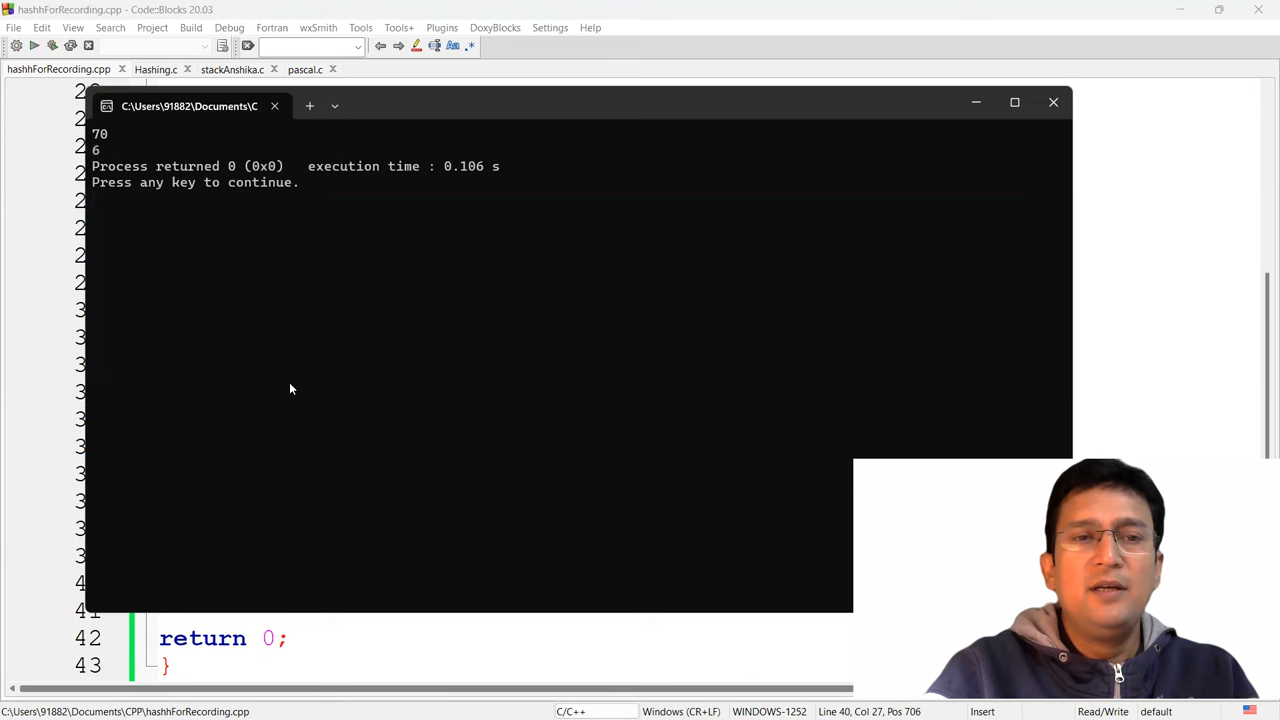 hashhForRecording.cpp - Code::Blocks 20.03
File Edit View Search Project Build Debug Fortran wxSmith Tools Tools+ Plugins DoxyBlocks Settings Help
hashhForRecording.cpp Hashing.c stackAnshika.c pascal.c
C:\Users\91882\Documents\C
70
6
Process returned 0 (0x0) execution time : 0.106 s
Press any key to continue.
42 return 0;
43 }
C:\Users\91882\Documents\CPP\hashhForRecording.cpp C/C++ Windows (CR+LF) WINDOWS-1252 Line 40, Col 27, Pos 706 Insert Read/Write default